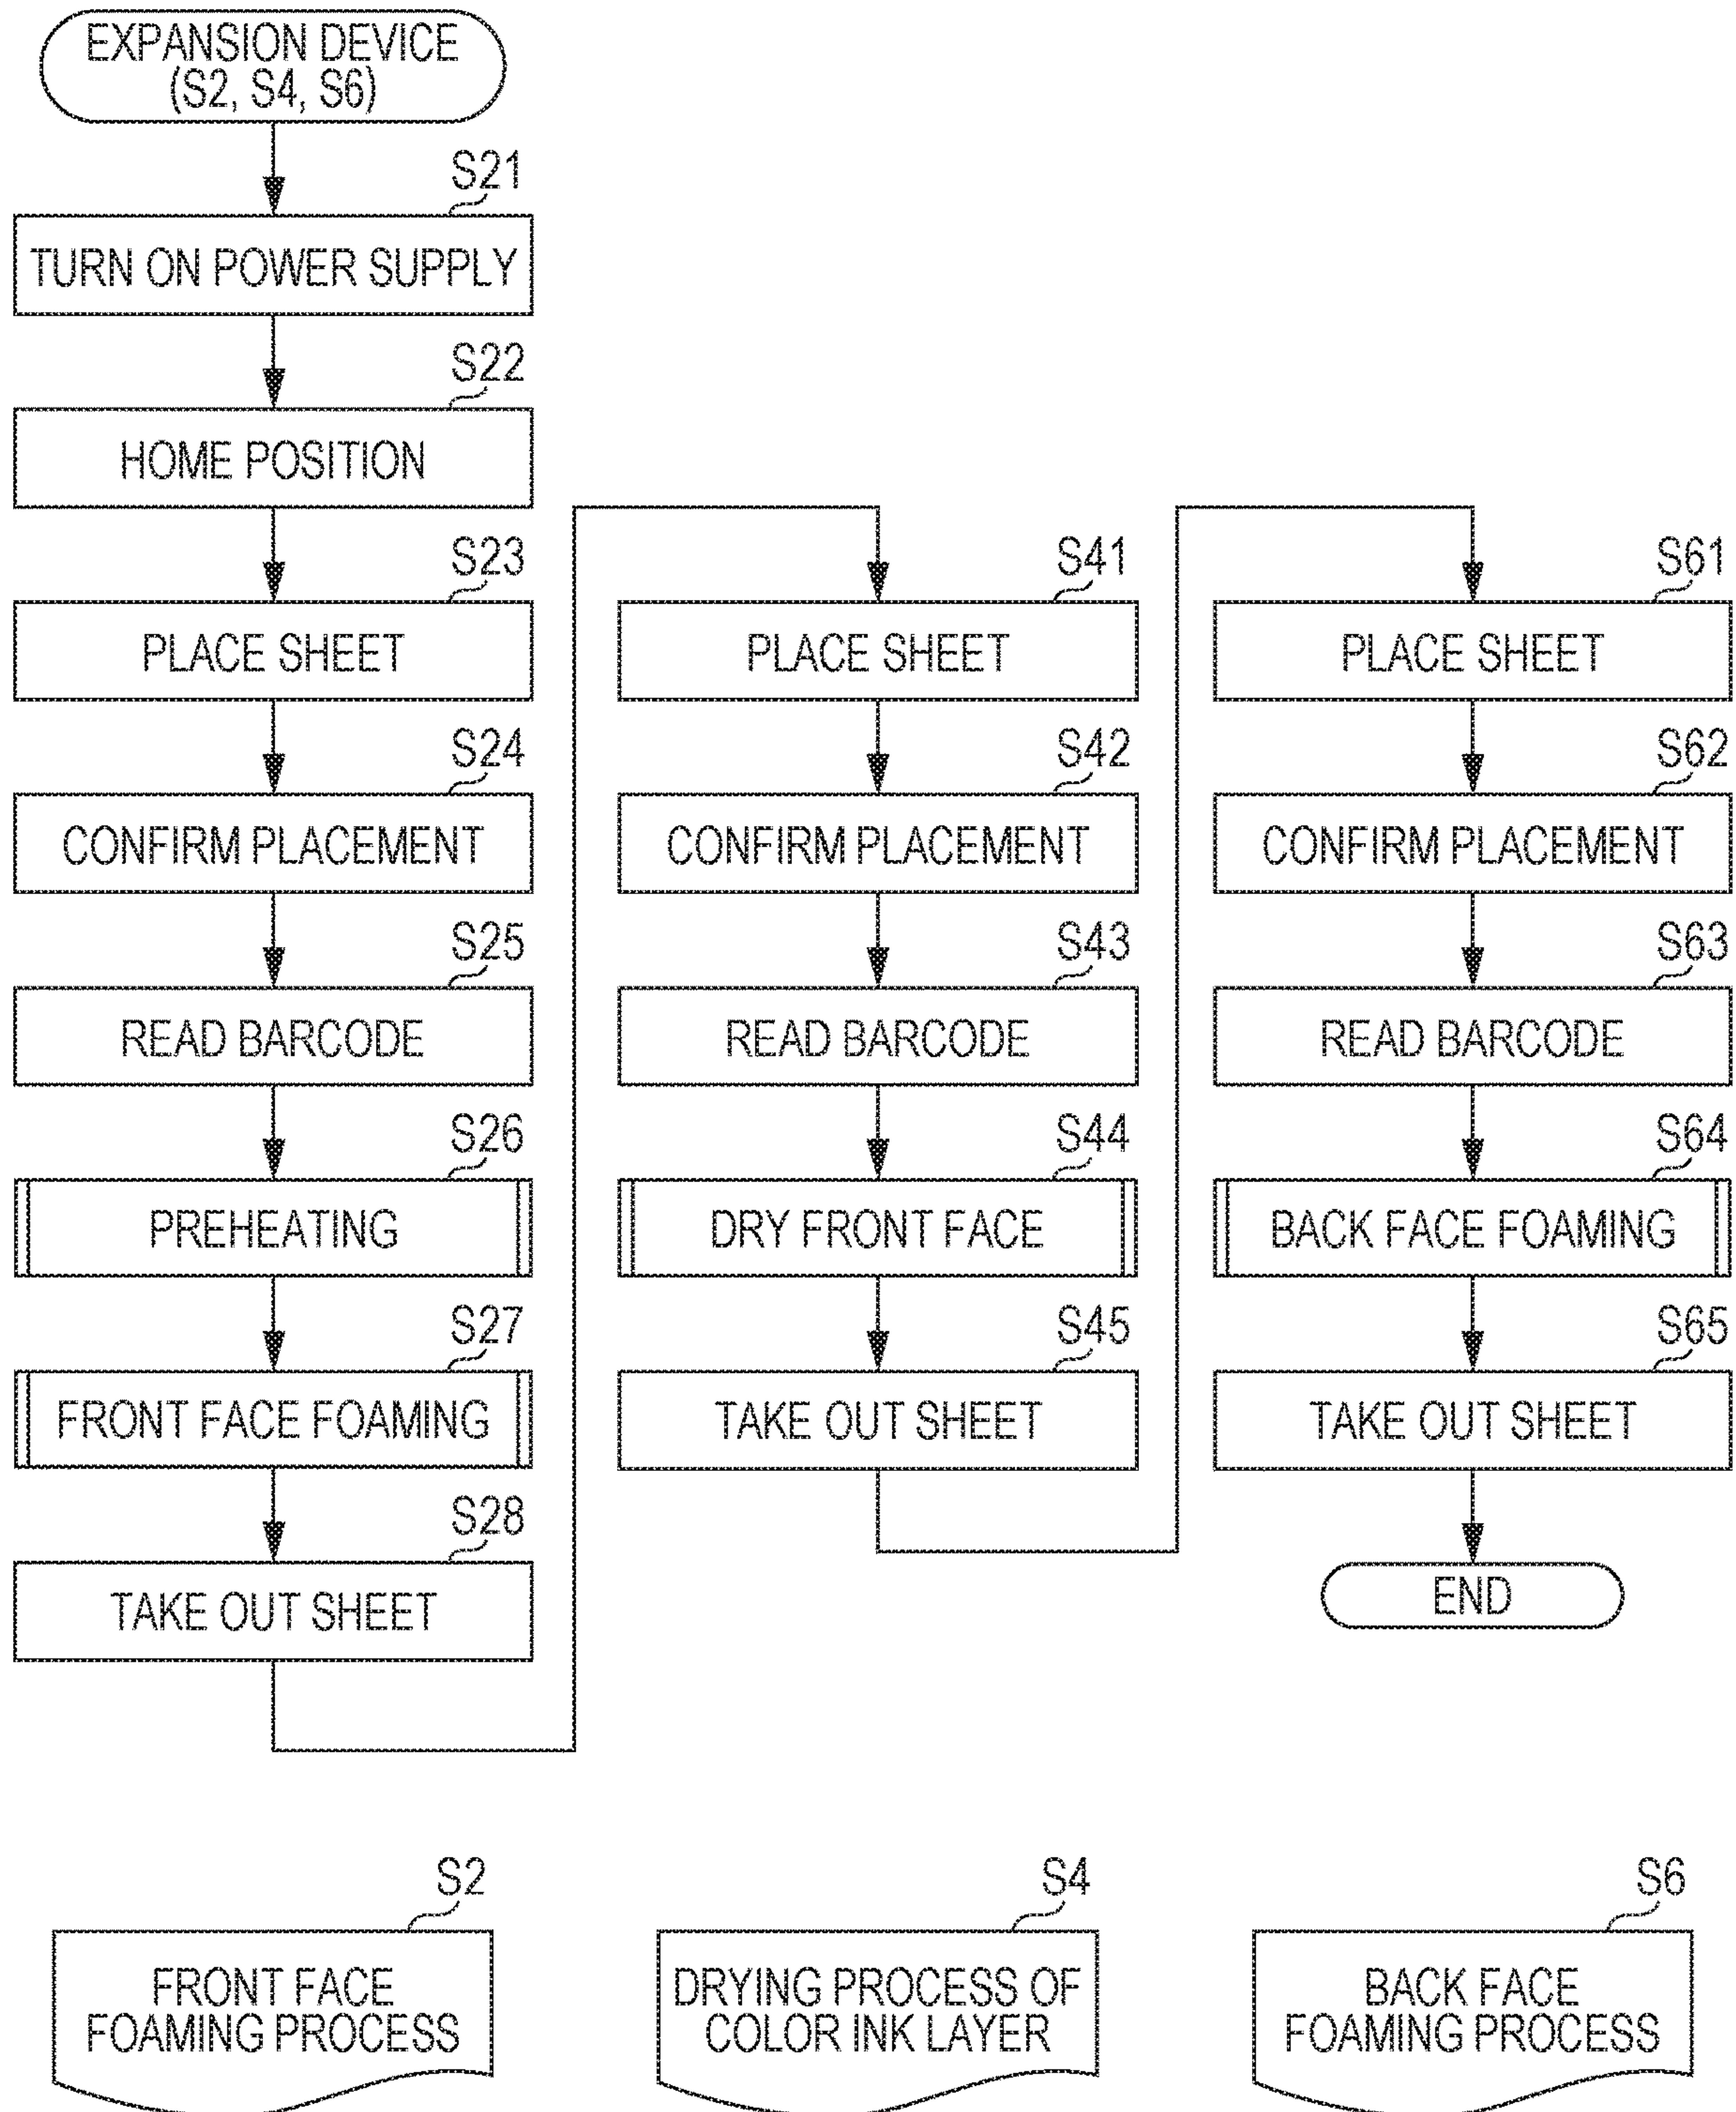 EXPANSION DEVICE
(S2, S4, S6)
S21
TURN ON POWER SUPPLY
S22
HOME POSITION
S23
PLACE SHEET
S24
CONFIRM PLACEMENT
S25
READ BARCODE
S26
PREHEATING
S27
FRONT FACE FOAMING
S28
TAKE OUT SHEET
S41
PLACE SHEET
S42
CONFIRM PLACEMENT
S43
READ BARCODE
S44
DRY FRONT FACE
S45
TAKE OUT SHEET
S61
PLACE SHEET
S62
CONFIRM PLACEMENT
S63
READ BARCODE
S64
BACK FACE FOAMING
S65
TAKE OUT SHEET
END
S2
FRONT FACE
FOAMING PROCESS
S4
DRYING PROCESS OF
COLOR INK LAYER
S6
BACK FACE
FOAMING PROCESS